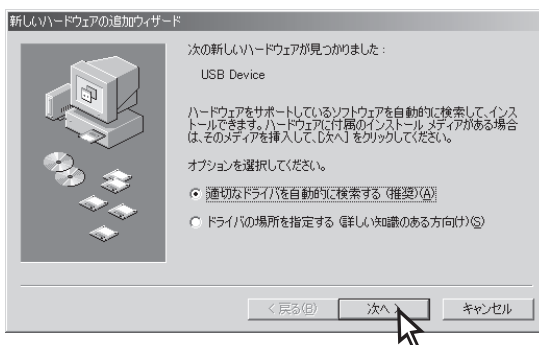 新しいハードウェアの追加ウィザード
次の新しいハードウェアが見つかりました :
USB Device
ハードウェアをサポートしているソフトウェアを自動的に検索して、インス
トールできます。ハードウェアに付属のインストール メディアがある場合
は、そのメディアを挿入して、[次へ] をクリックしてください。
オプションを選択してください。
適切なドライバを自動的に検索する (推奨)(A)
ドライバの場所を指定する (詳しい知識のある方向け)(S)
< 戻る(B) 次へ > キャンセル